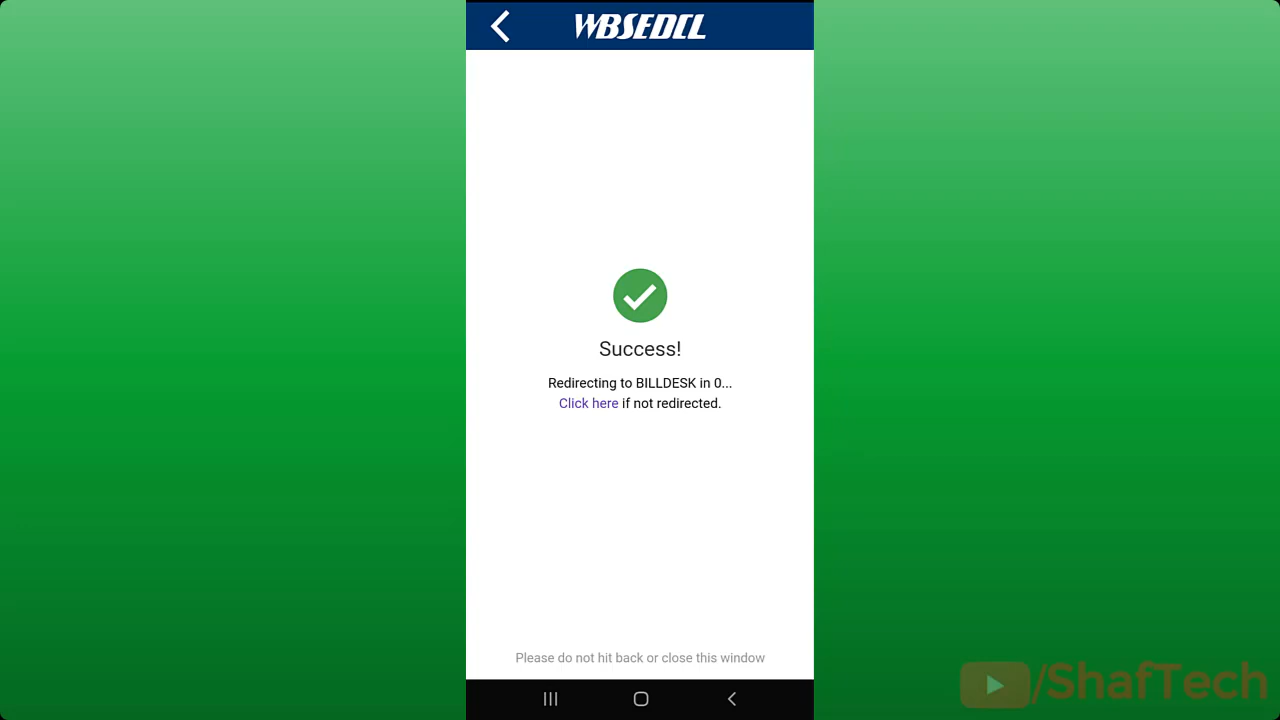 WBSEDCL
Success!
Redirecting to BILLDESK in 0...
Click here if not redirected.
Please do not hit back or close this window
/ShafTech